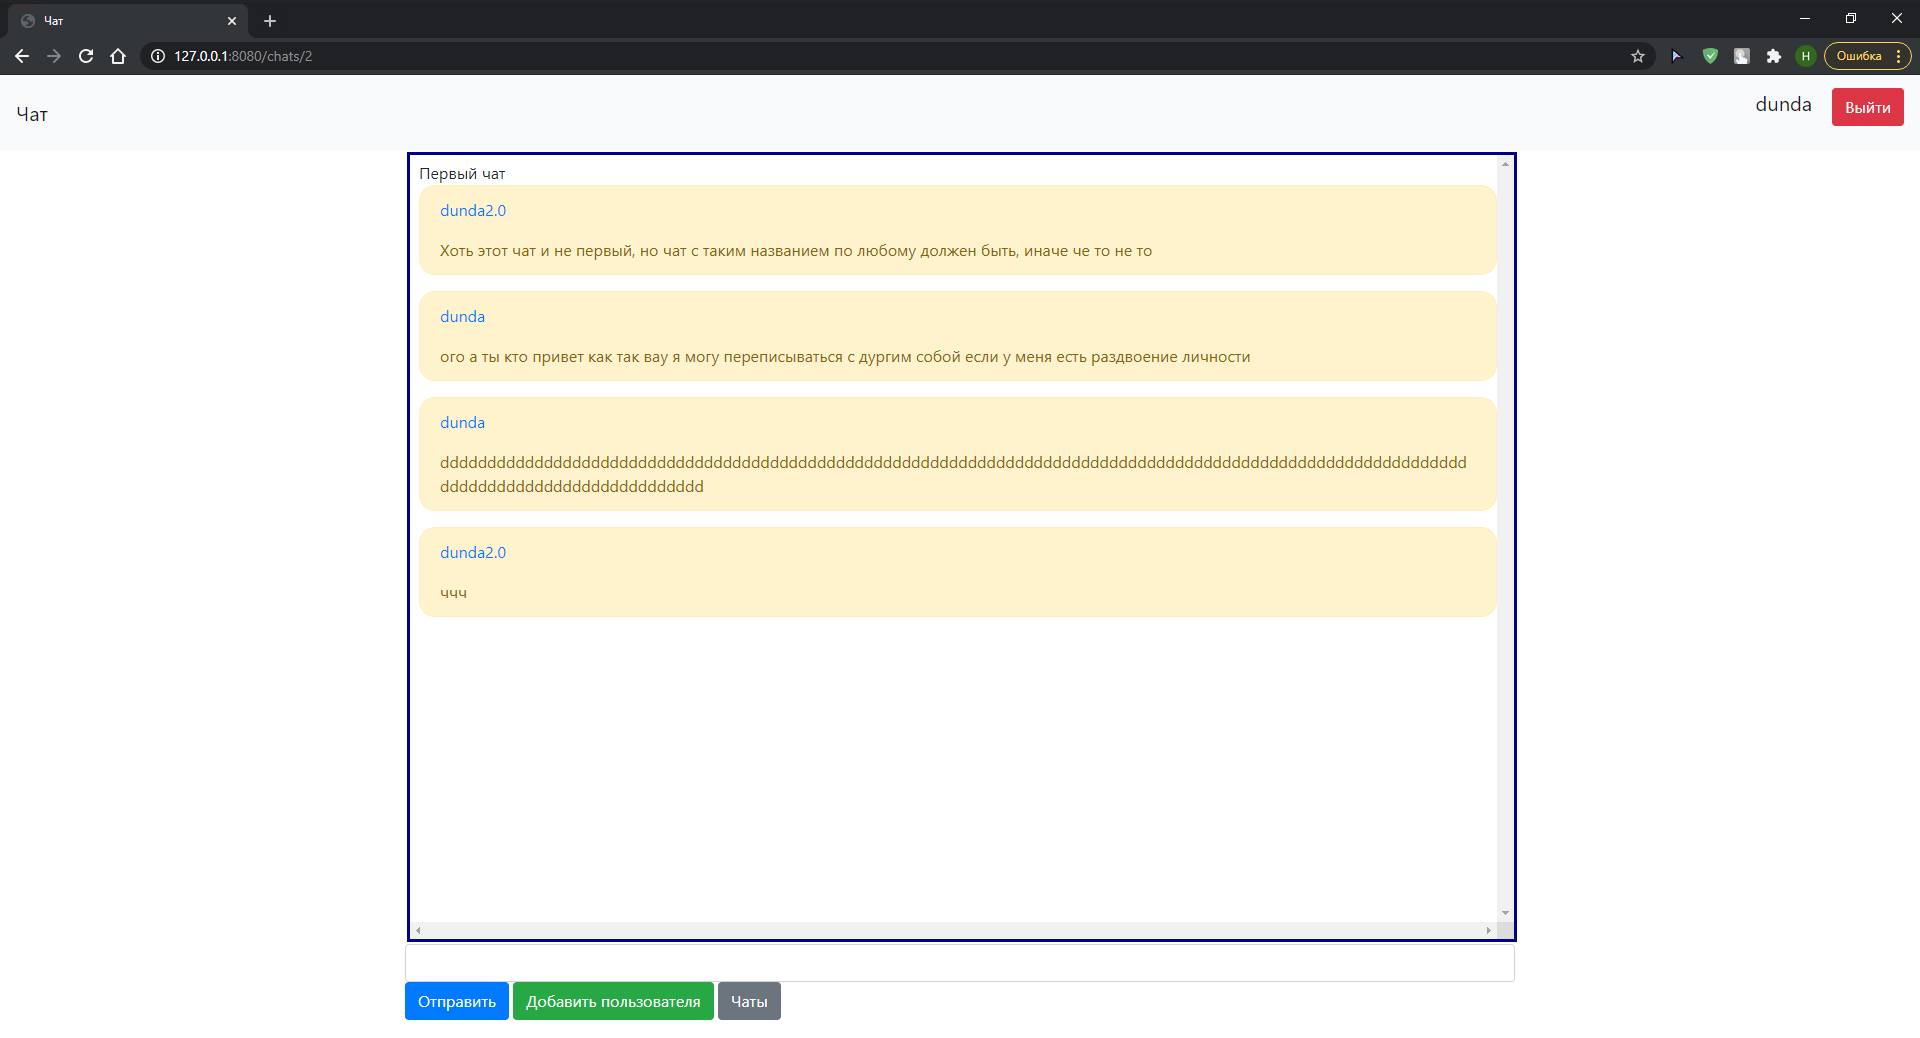 Чат
127.0.0.1:8080/chats/2
H
Ошибка
Чат
dunda
Выйти
Первый чат
dunda2.0
Хоть этот чат и не первый, но чат с таким названием по любому должен быть, иначе че то не то
dunda
ого а ты кто привет как так вау я могу переписываться с дургим собой если у меня есть раздвоение личности
dunda
dddddddddddddddddddddddddddddddddddddddddddddddddddddddddddddddddddddddddddddddddddddddddddddddddddddddddddddd
dddddddddddddddddddddddddddd
dunda2.0
ччч
Отправить
Добавить пользователя
Чаты